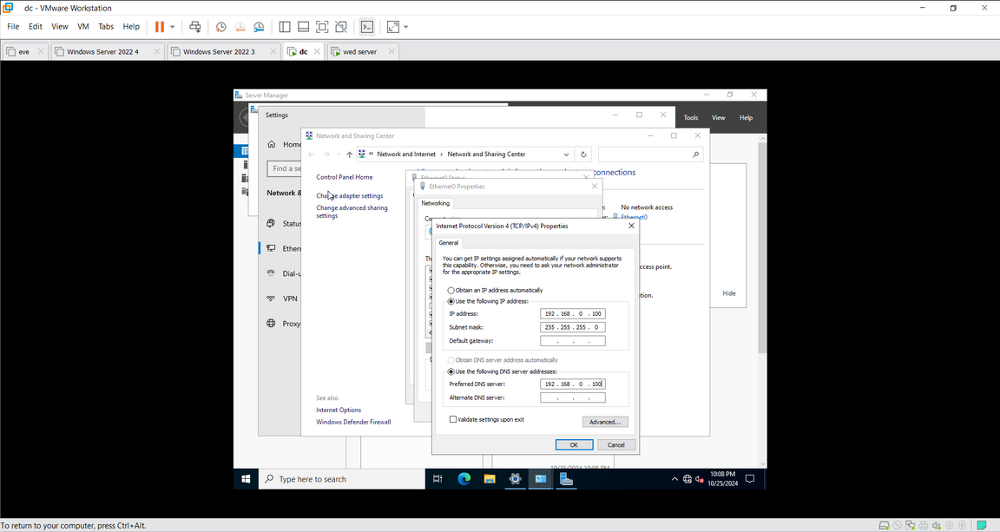 dc - VMware Workstation
File Edit View VM Tabs Help
eve Windows Server 2022 4 Windows Server 2022 3 dc wed server
Server Manager
Tools View Help
Settings
Network and Sharing Center
Home
Network and Internet Network and Sharing Center
Find a se
Control Panel Home
connections
Ethernet0 Status
Ethernet0 Properties
Network &
Change adapter settings
Networking
Change advanced sharing
settings
No network access
Ethernet0
Status
Internet Protocol Version 4 (TCP/IPv4) Properties
General
Ether
You can get IP settings assigned automatically if your network supports
this capability. Otherwise, you need to ask your network administrator
for the appropriate IP settings.
ccess point.
Dial-u
Obtain an IP address automatically
Use the following IP address:
VPN
tion.
Hide
IP address: 192 . 168 . 0 . 100
Proxy
Subnet mask: 255 . 255 . 255 . 0
Default gateway: . . .
Obtain DNS server address automatically
Use the following DNS server addresses:
Preferred DNS server: 192 . 168 . 0 . 100
Alternate DNS server: . . .
See also
Internet Options
Windows Defender Firewall
Validate settings upon exit
Advanced...
OK Cancel
10/25/2024 10:08 PM
Type here to search
10:08 PM
10/25/2024
To return to your computer, press Ctrl+Alt.